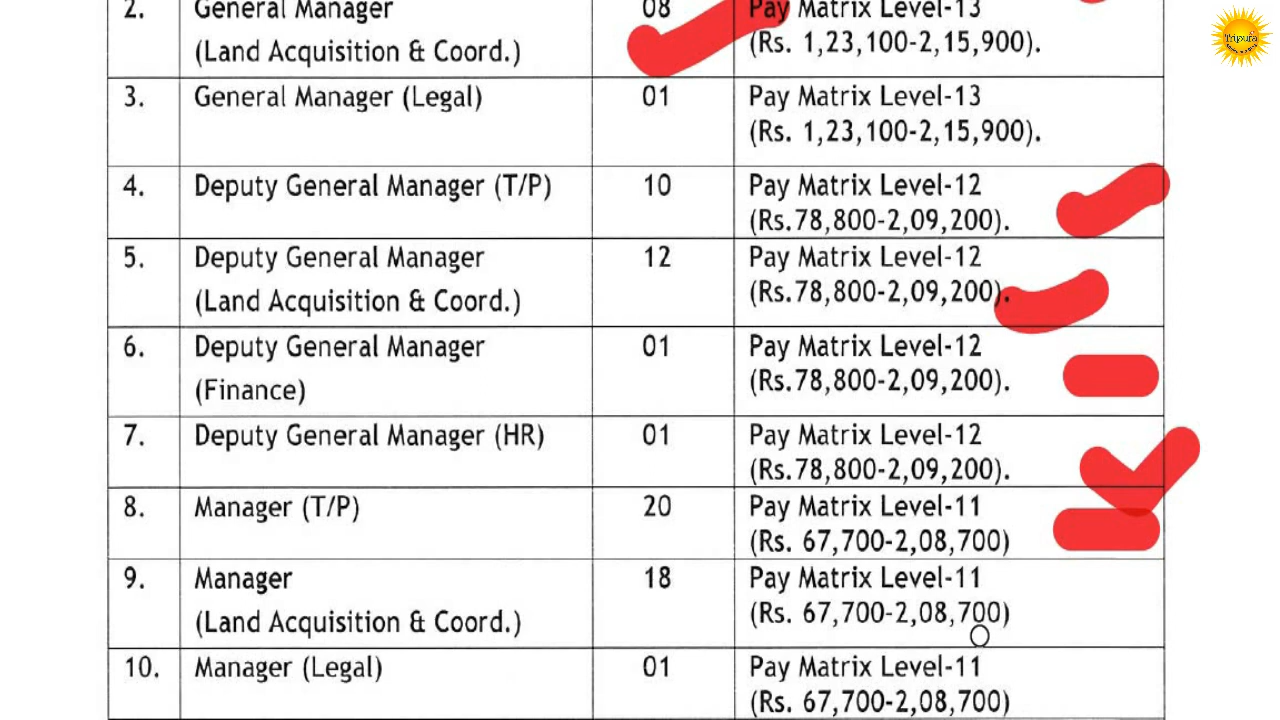 2. General Manager 08 Pay Matrix Level-13
(Land Acquisition & Coord.) (Rs. 1,23,100-2,15,900).
3. General Manager (Legal) 01 Pay Matrix Level-13
(Rs. 1,23,100-2,15,900).
4. Deputy General Manager (T/P) 10 Pay Matrix Level-12
(Rs.78,800-2,09,200).
5. Deputy General Manager 12 Pay Matrix Level-12
(Land Acquisition & Coord.) (Rs.78,800-2,09,200).
6. Deputy General Manager 01 Pay Matrix Level-12
(Finance) (Rs.78,800-2,09,200).
7. Deputy General Manager (HR) 01 Pay Matrix Level-12
(Rs.78,800-2,09,200).
8. Manager (T/P) 20 Pay Matrix Level-11
(Rs. 67,700-2,08,700)
9. Manager 18 Pay Matrix Level-11
(Land Acquisition & Coord.) (Rs. 67,700-2,08,700)
10. Manager (Legal) 01 Pay Matrix Level-11
(Rs. 67,700-2,08,700)
Tripura